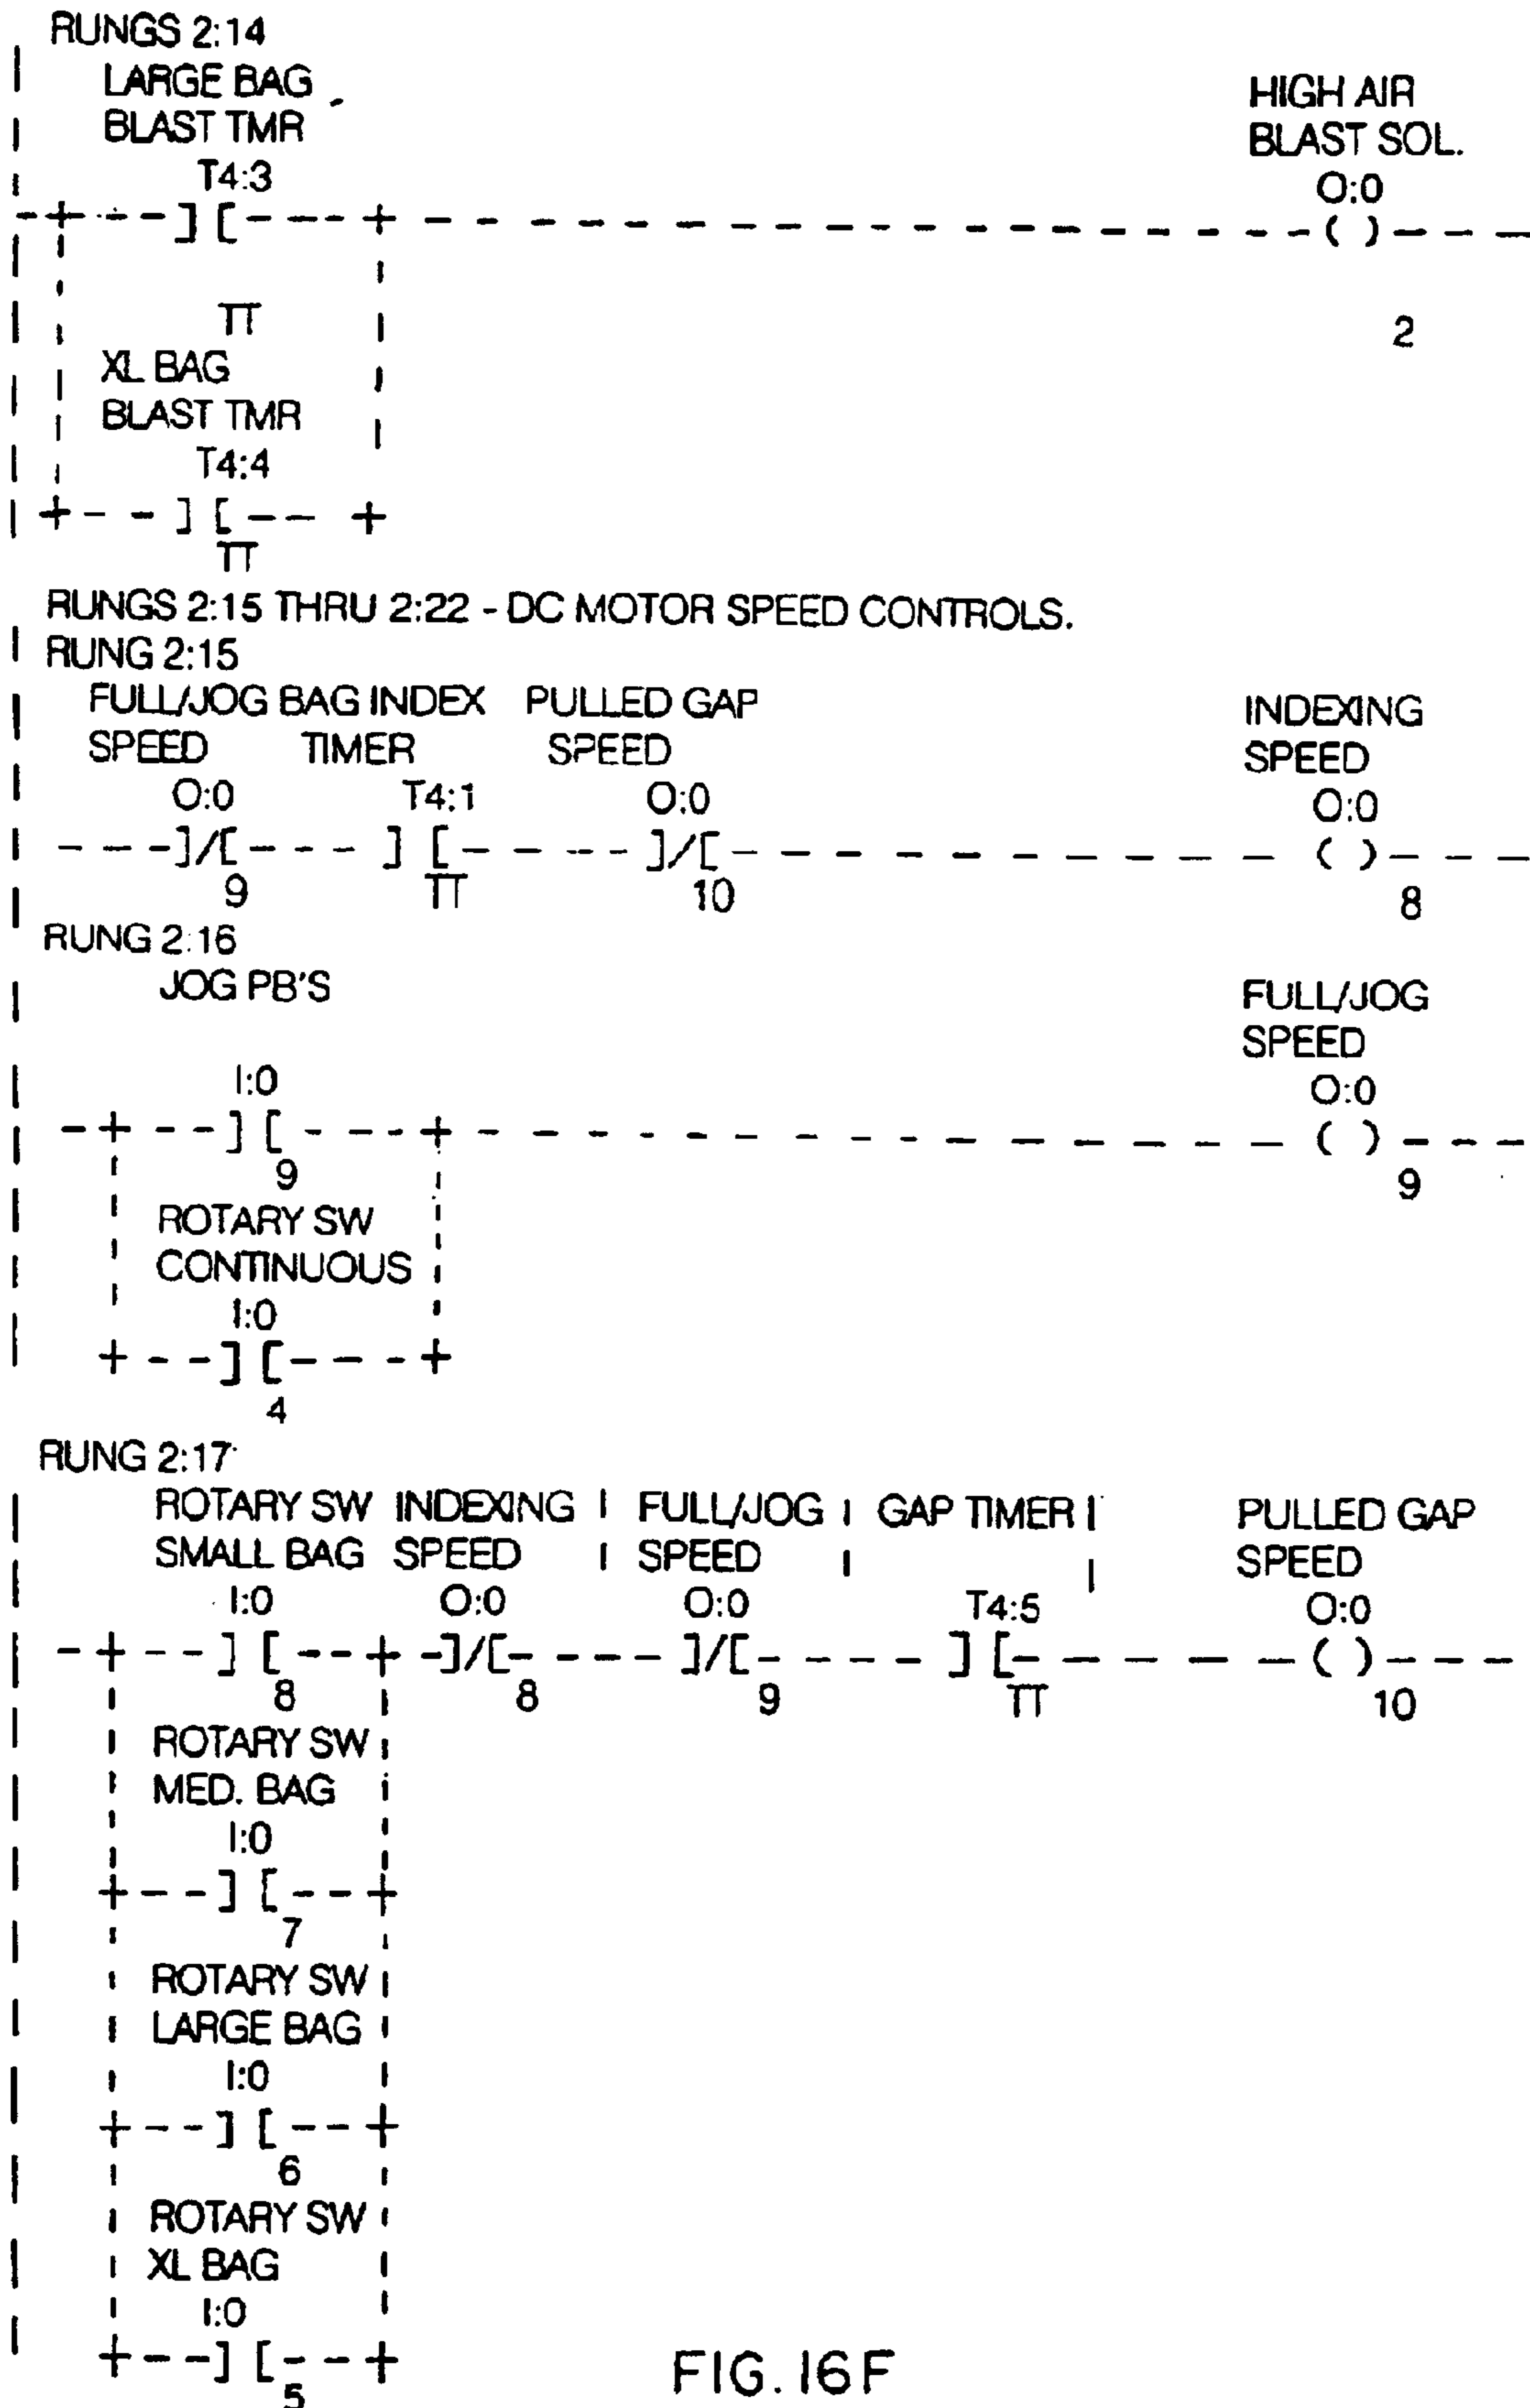 RUNGS 2:14
LARGE BAG
BLAST TMR
HIGH AIR
BLAST SOL.
T4:3
O:0
] [
( )
TT
2
XL BAG
BLAST TMR
T4:4
] [
TT
RUNGS 2:15 THRU 2:22 - DC MOTOR SPEED CONTROLS.
RUNG 2:15
FULL/JOG BAG INDEX PULLED GAP INDEXING
SPEED TIMER SPEED SPEED
O:0 T4:1 O:0 O:0
]/[ ] [ ]/[ ( )
9 TT 10 8
RUNG 2:16
JOG PB'S
FULL/JOG
SPEED
I:0 O:0
] [ ( )
9 9
ROTARY SW
CONTINUOUS
I:0
] [
4
RUNG 2:17
ROTARY SW INDEXING FULL/JOG GAP TIMER PULLED GAP
SMALL BAG SPEED SPEED SPEED
I:0 O:0 O:0 T4:5 O:0
] [ ]/[ ]/[ ] [ ( )
8 8 9 TT 10
ROTARY SW
MED. BAG
I:0
] [
7
ROTARY SW
LARGE BAG
I:0
] [
6
ROTARY SW
XL BAG
I:0
] [
5
FIG. 16F